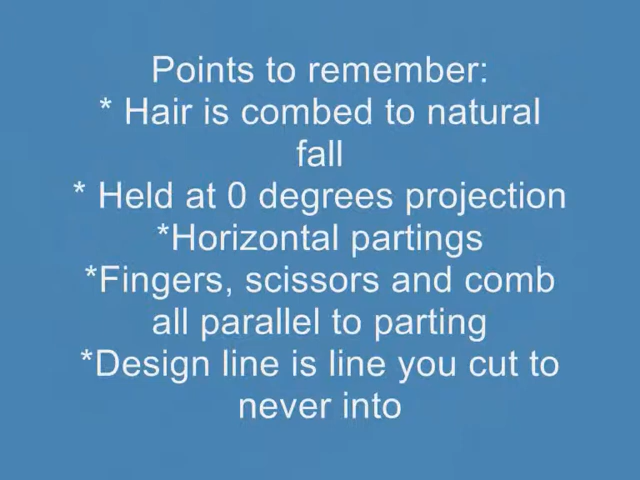 Points to remember:
* Hair is combed to natural
fall
* Held at 0 degrees projection
*Horizontal partings
*Fingers, scissors and comb
all parallel to parting
*Design line is line you cut to
never into